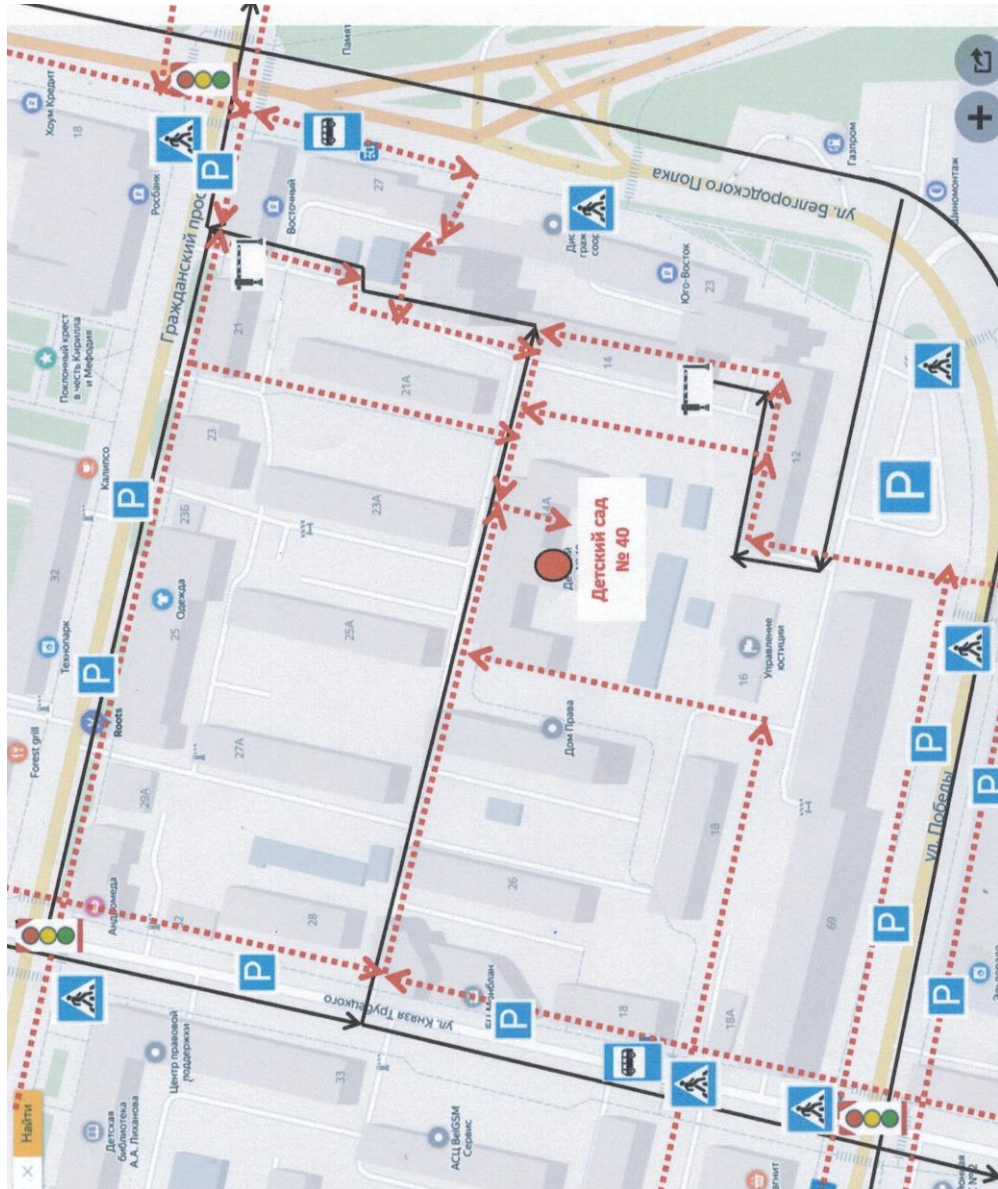 Найти
Детская
библиотека
А.А. Лиханова
Центр правовой
поддержки
33
АСЦ BelGSM
Сервис
ул. Князя Трубецкого
Андромеда
32
28
29А
27А
26
18
18А
18
69
Forest grill
Roots
Технопарк
32
Одежда
25
25А
23Б
23
23А
Калипсо
Поклонный крест
в честь Кирилла
и Мефодия
Гражданский
21
21А
Росбанк
Хоум Кредит
18
Восточный
27
14
Юго-Восток
23
12
Дом Права
Управление
юстиции
16
Детский сад
№ 40
14А
ул. Белгородского Полка
Газпром
ул. Победы
P
P
P
P
P
P
P
P
P
P